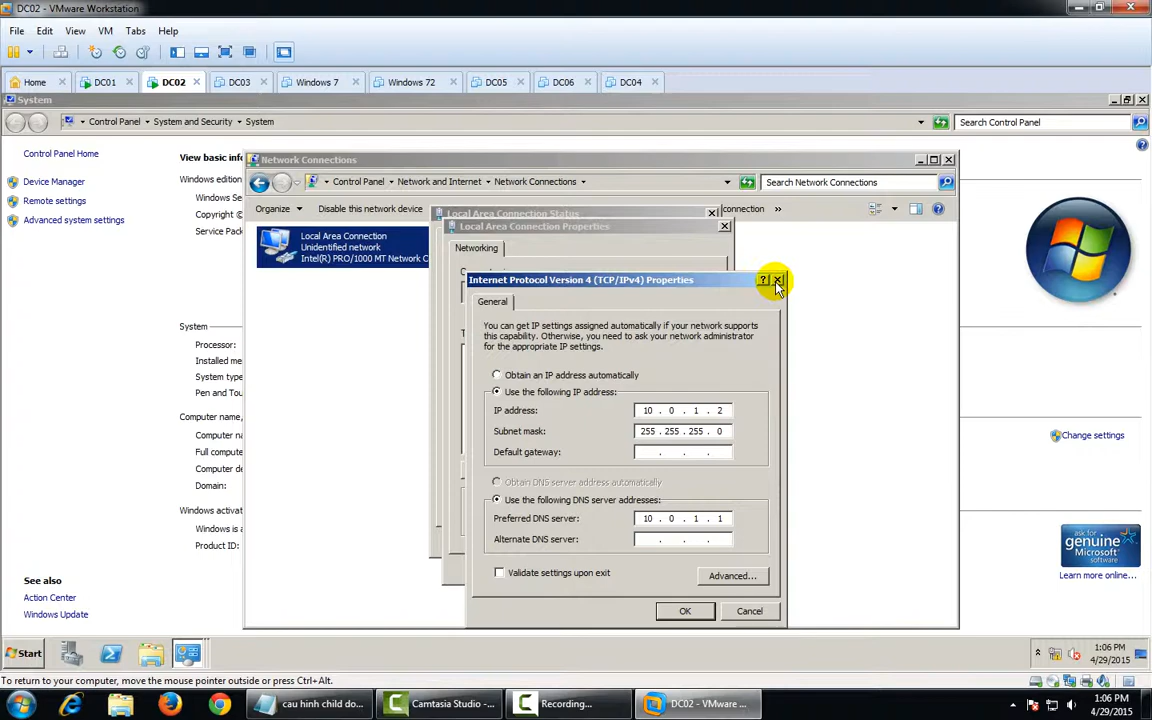 DC02 - VMware Workstation
File Edit View VM Tabs Help
Home DC01 DC02 DC03 Windows 7 Windows 72 DC05 DC06 DC04
System
Control Panel System and Security System Search Control Panel
Control Panel Home
Device Manager
Remote settings
Advanced system settings
View basic inf
Windows edition
Windows Se
Copyright ©
Service Pack
Network Connections
Control Panel Network and Internet Network Connections Search Network Connections
Organize Disable this network device connection »
Local Area Connection
Unidentified network
Intel(R) PRO/1000 MT Network C
Local Area Connection Status
Local Area Connection Properties
Networking
Internet Protocol Version 4 (TCP/IPv4) Properties
General
You can get IP settings assigned automatically if your network supports
this capability. Otherwise, you need to ask your network administrator
for the appropriate IP settings.
Obtain an IP address automatically
Use the following IP address:
IP address: 10 . 0 . 1 . 2
Subnet mask: 255 . 255 . 255 . 0
Default gateway: . . .
Obtain DNS server address automatically
Use the following DNS server addresses:
Preferred DNS server: 10 . 0 . 1 . 1
Alternate DNS server: . . .
Validate settings upon exit Advanced...
OK Cancel
System
Processor:
Installed me
System type
Pen and Tou
Computer name,
Computer na
Full compute
Computer de
Domain:
Windows activat
Windows is a
Product ID:
Change settings
ask for
genuine
Microsoft
software
Learn more online...
See also
Action Center
Windows Update
Start
1:06 PM
4/29/2015
To return to your computer, move the mouse pointer outside or press Ctrl+Alt.
cau hinh child do...
Camtasia Studio -...
Recording...
DC02 - VMware ...
1:06 PM
4/29/2015